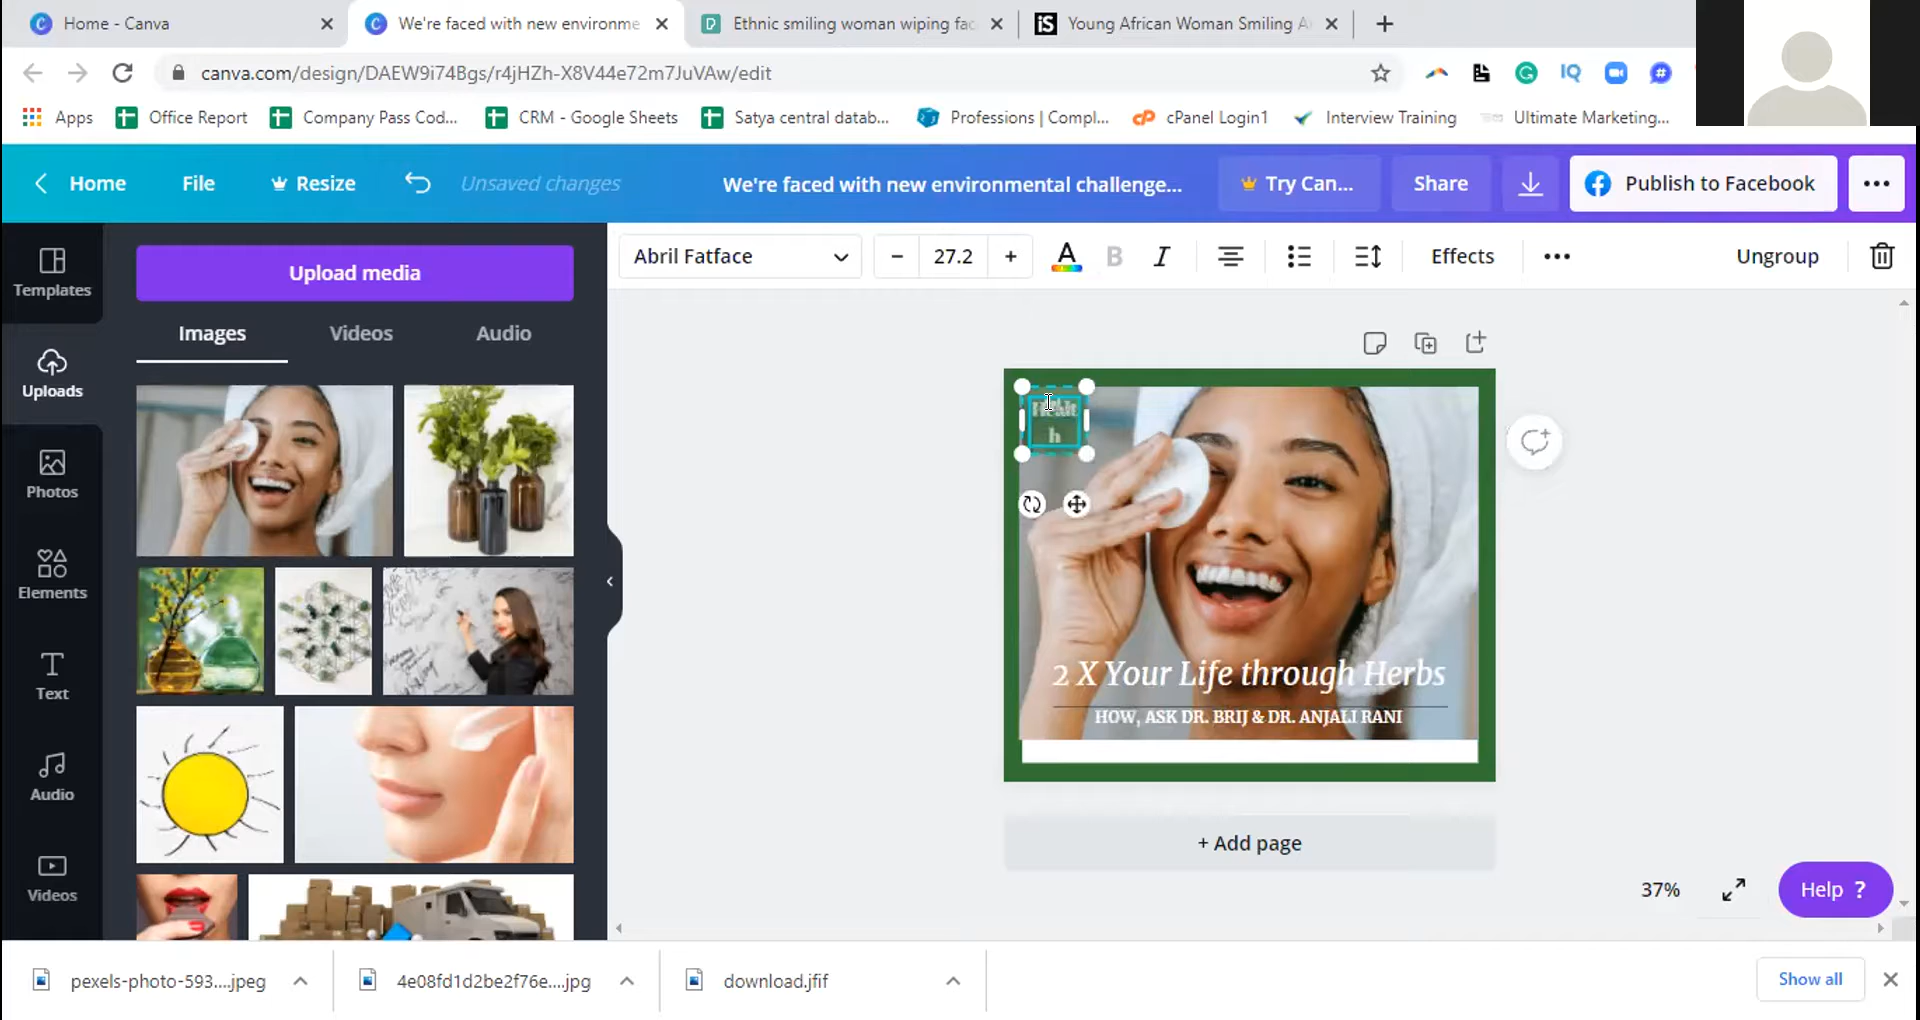 Home - Canva
We're faced with new environme
Ethnic smiling woman wiping fac
Young African Woman Smiling A
canva.com/design/DAEW9i74Bgs/r4jHZh-X8V44e72m7JuVAw/edit
Apps
Office Report
Company Pass Cod...
CRM - Google Sheets
Satya central datab...
Professions | Compl...
cPanel Login1
Interview Training
Ultimate Marketing...
Home
File
Resize
Unsaved changes
We're faced with new environmental challenge...
Try Can...
Share
Publish to Facebook
Templates
Uploads
Photos
Elements
Text
Audio
Videos
Upload media
Images
Videos
Audio
Abril Fatface
27.2
A
B
I
Effects
Ungroup
2 X Your Life through Herbs
HOW, ASK DR. BRIJ & DR. ANJALI RANI
+ Add page
37%
Help ?
pexels-photo-593....jpeg
4e08fd1d2be2f76e....jpg
download.jfif
Show all